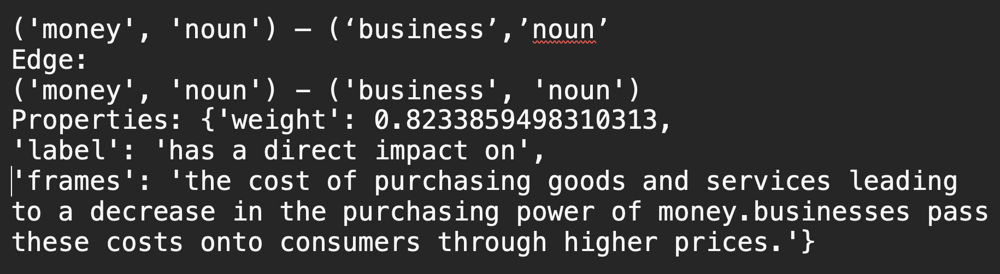 ('money', 'noun') – (‘business’,’noun’
Edge:
('money', 'noun') – ('business', 'noun')
Properties: {'weight': 0.8233859498310313,
'label': 'has a direct impact on',
'frames': 'the cost of purchasing goods and services leading
to a decrease in the purchasing power of money.businesses pass
these costs onto consumers through higher prices.'}